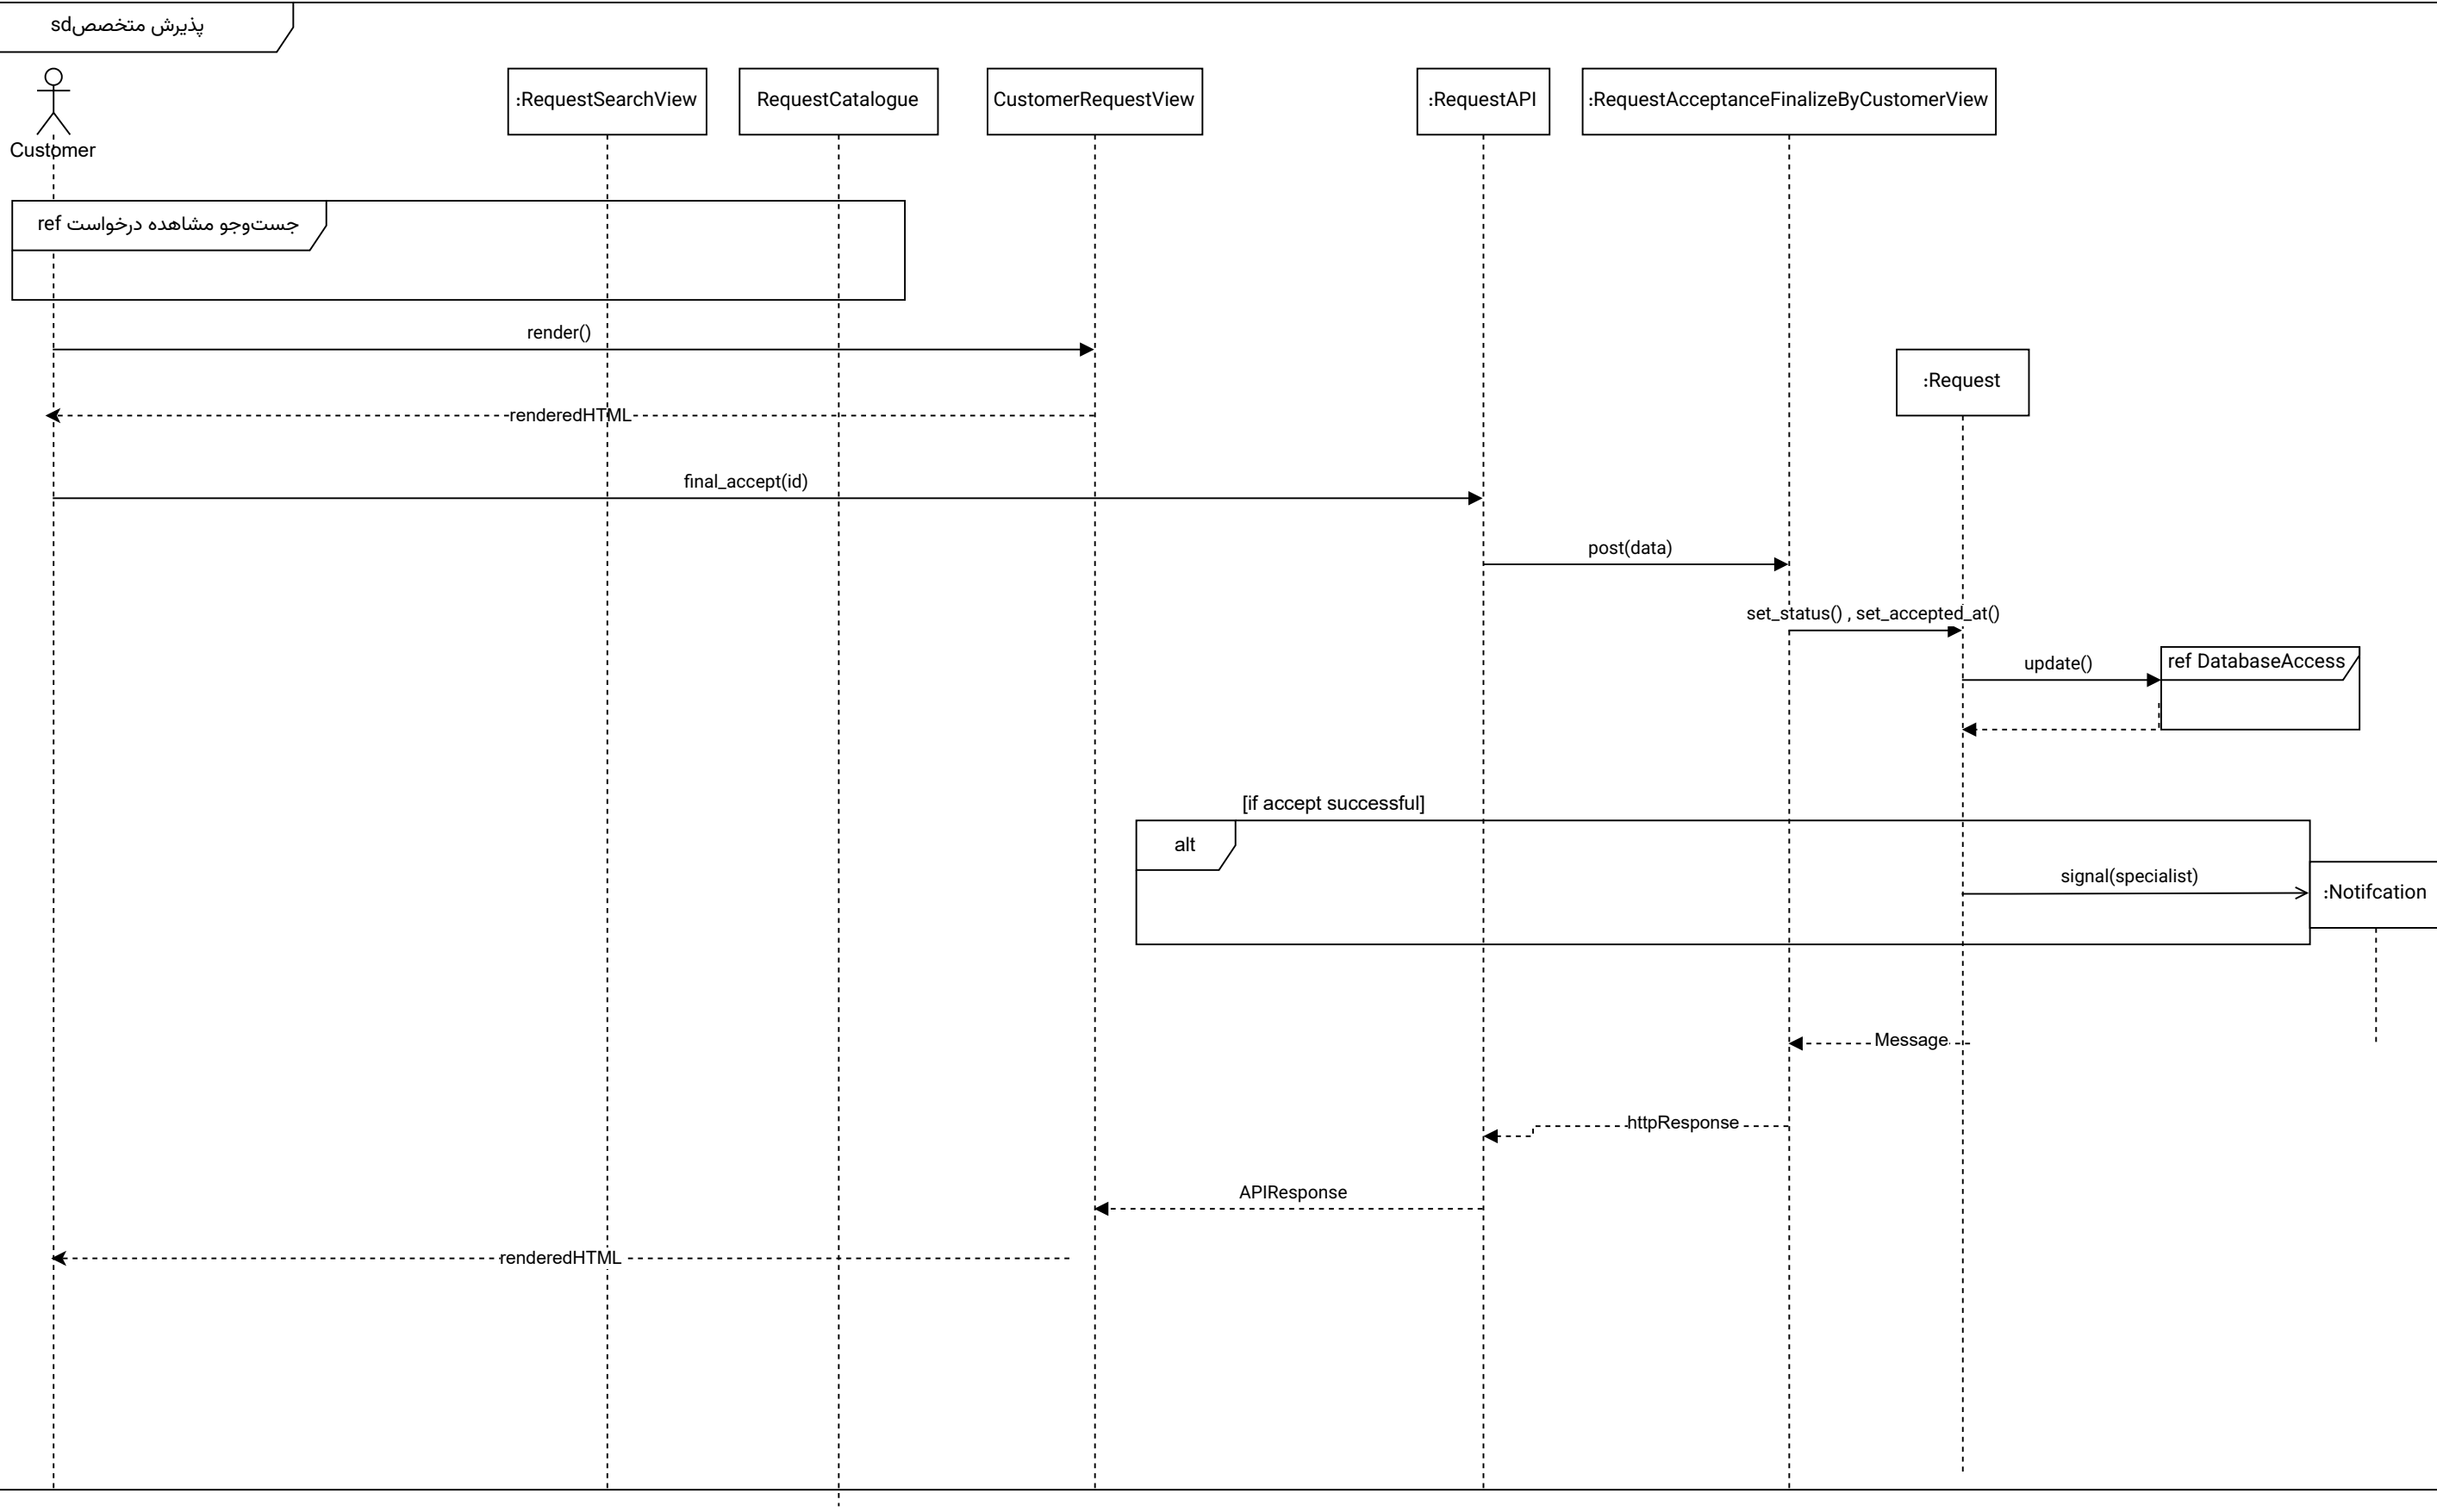 sdپذیرش متخصص
Customer
:RequestSearchView
RequestCatalogue
CustomerRequestView
:RequestAPI
:RequestAcceptanceFinalizeByCustomerView
ref جست‌وجو مشاهده درخواست
render()
:Request
renderedHTML
final_accept(id)
post(data)
set_status() , set_accepted_at()
update()
ref DatabaseAccess
[if accept successful]
alt
signal(specialist)
:Notifcation
Message
httpResponse
APIResponse
renderedHTML